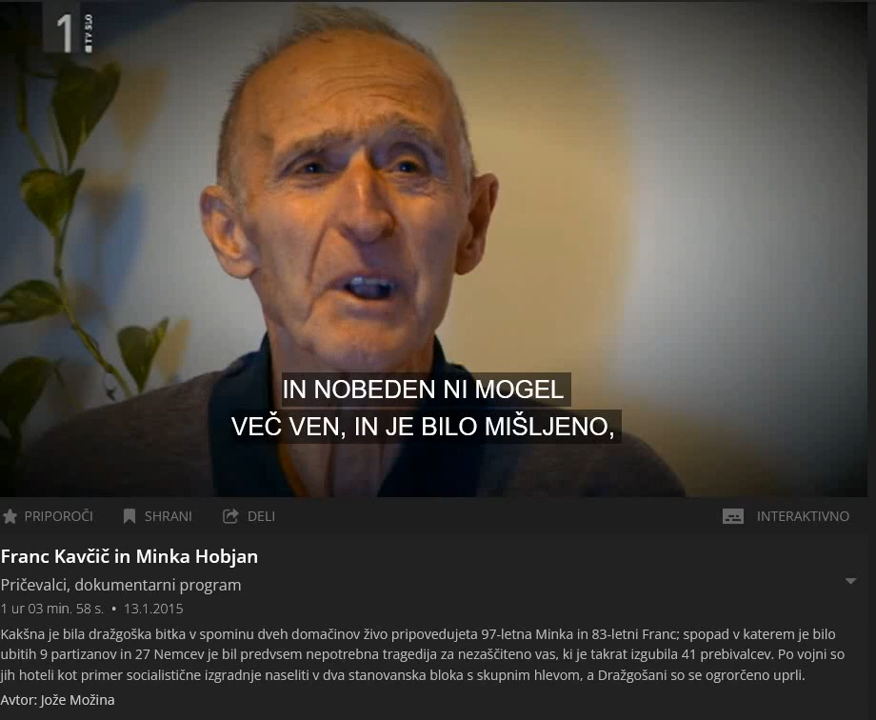 1
TV SLO
IN NOBEDEN NI MOGEL
VEČ VEN, IN JE BILO MIŠLJENO,
PRIPOROČI SHRANI DELI INTERAKTIVNO
Franc Kavčič in Minka Hobjan
Pričevalci, dokumentarni program
1 ur 03 min. 58 s. • 13.1.2015
Kakšna je bila dražgoška bitka v spominu dveh domačinov živo pripovedujeta 97-letna Minka in 83-letni Franc; spopad v katerem je bilo
ubitih 9 partizanov in 27 Nemcev je bil predvsem nepotrebna tragedija za nezaščiteno vas, ki je takrat izgubila 41 prebivalcev. Po vojni so
jih hoteli kot primer socialistične izgradnje naseliti v dva stanovanska bloka s skupnim hlevom, a Dražgošani so se ogrorčeno uprli.
Avtor: Jože Možina